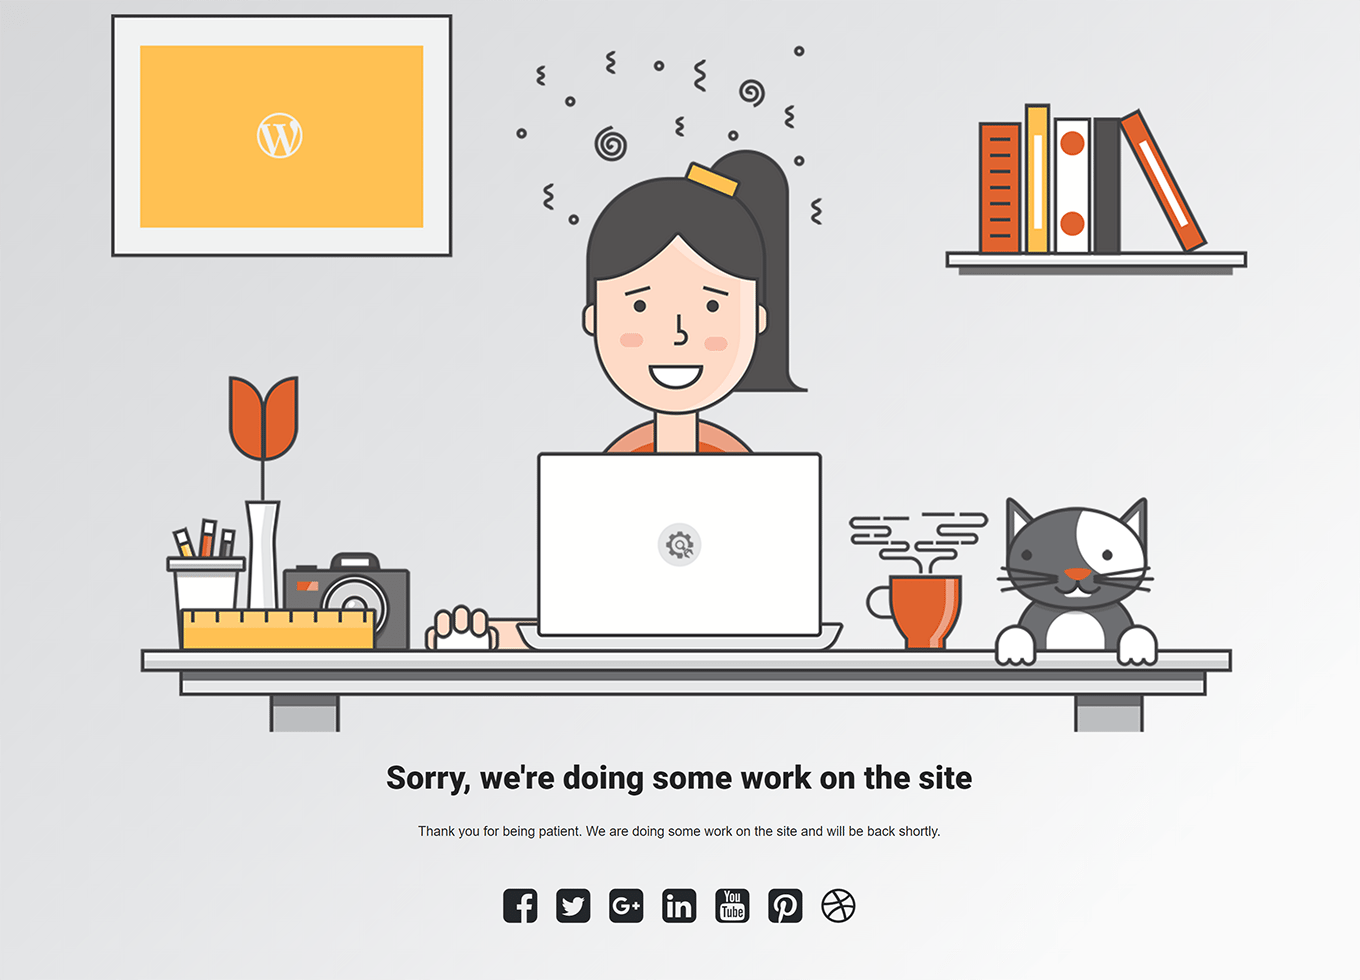 Sorry, we're doing some work on the site
Thank you for being patient. We are doing some work on the site and will be back shortly.
You
Tube